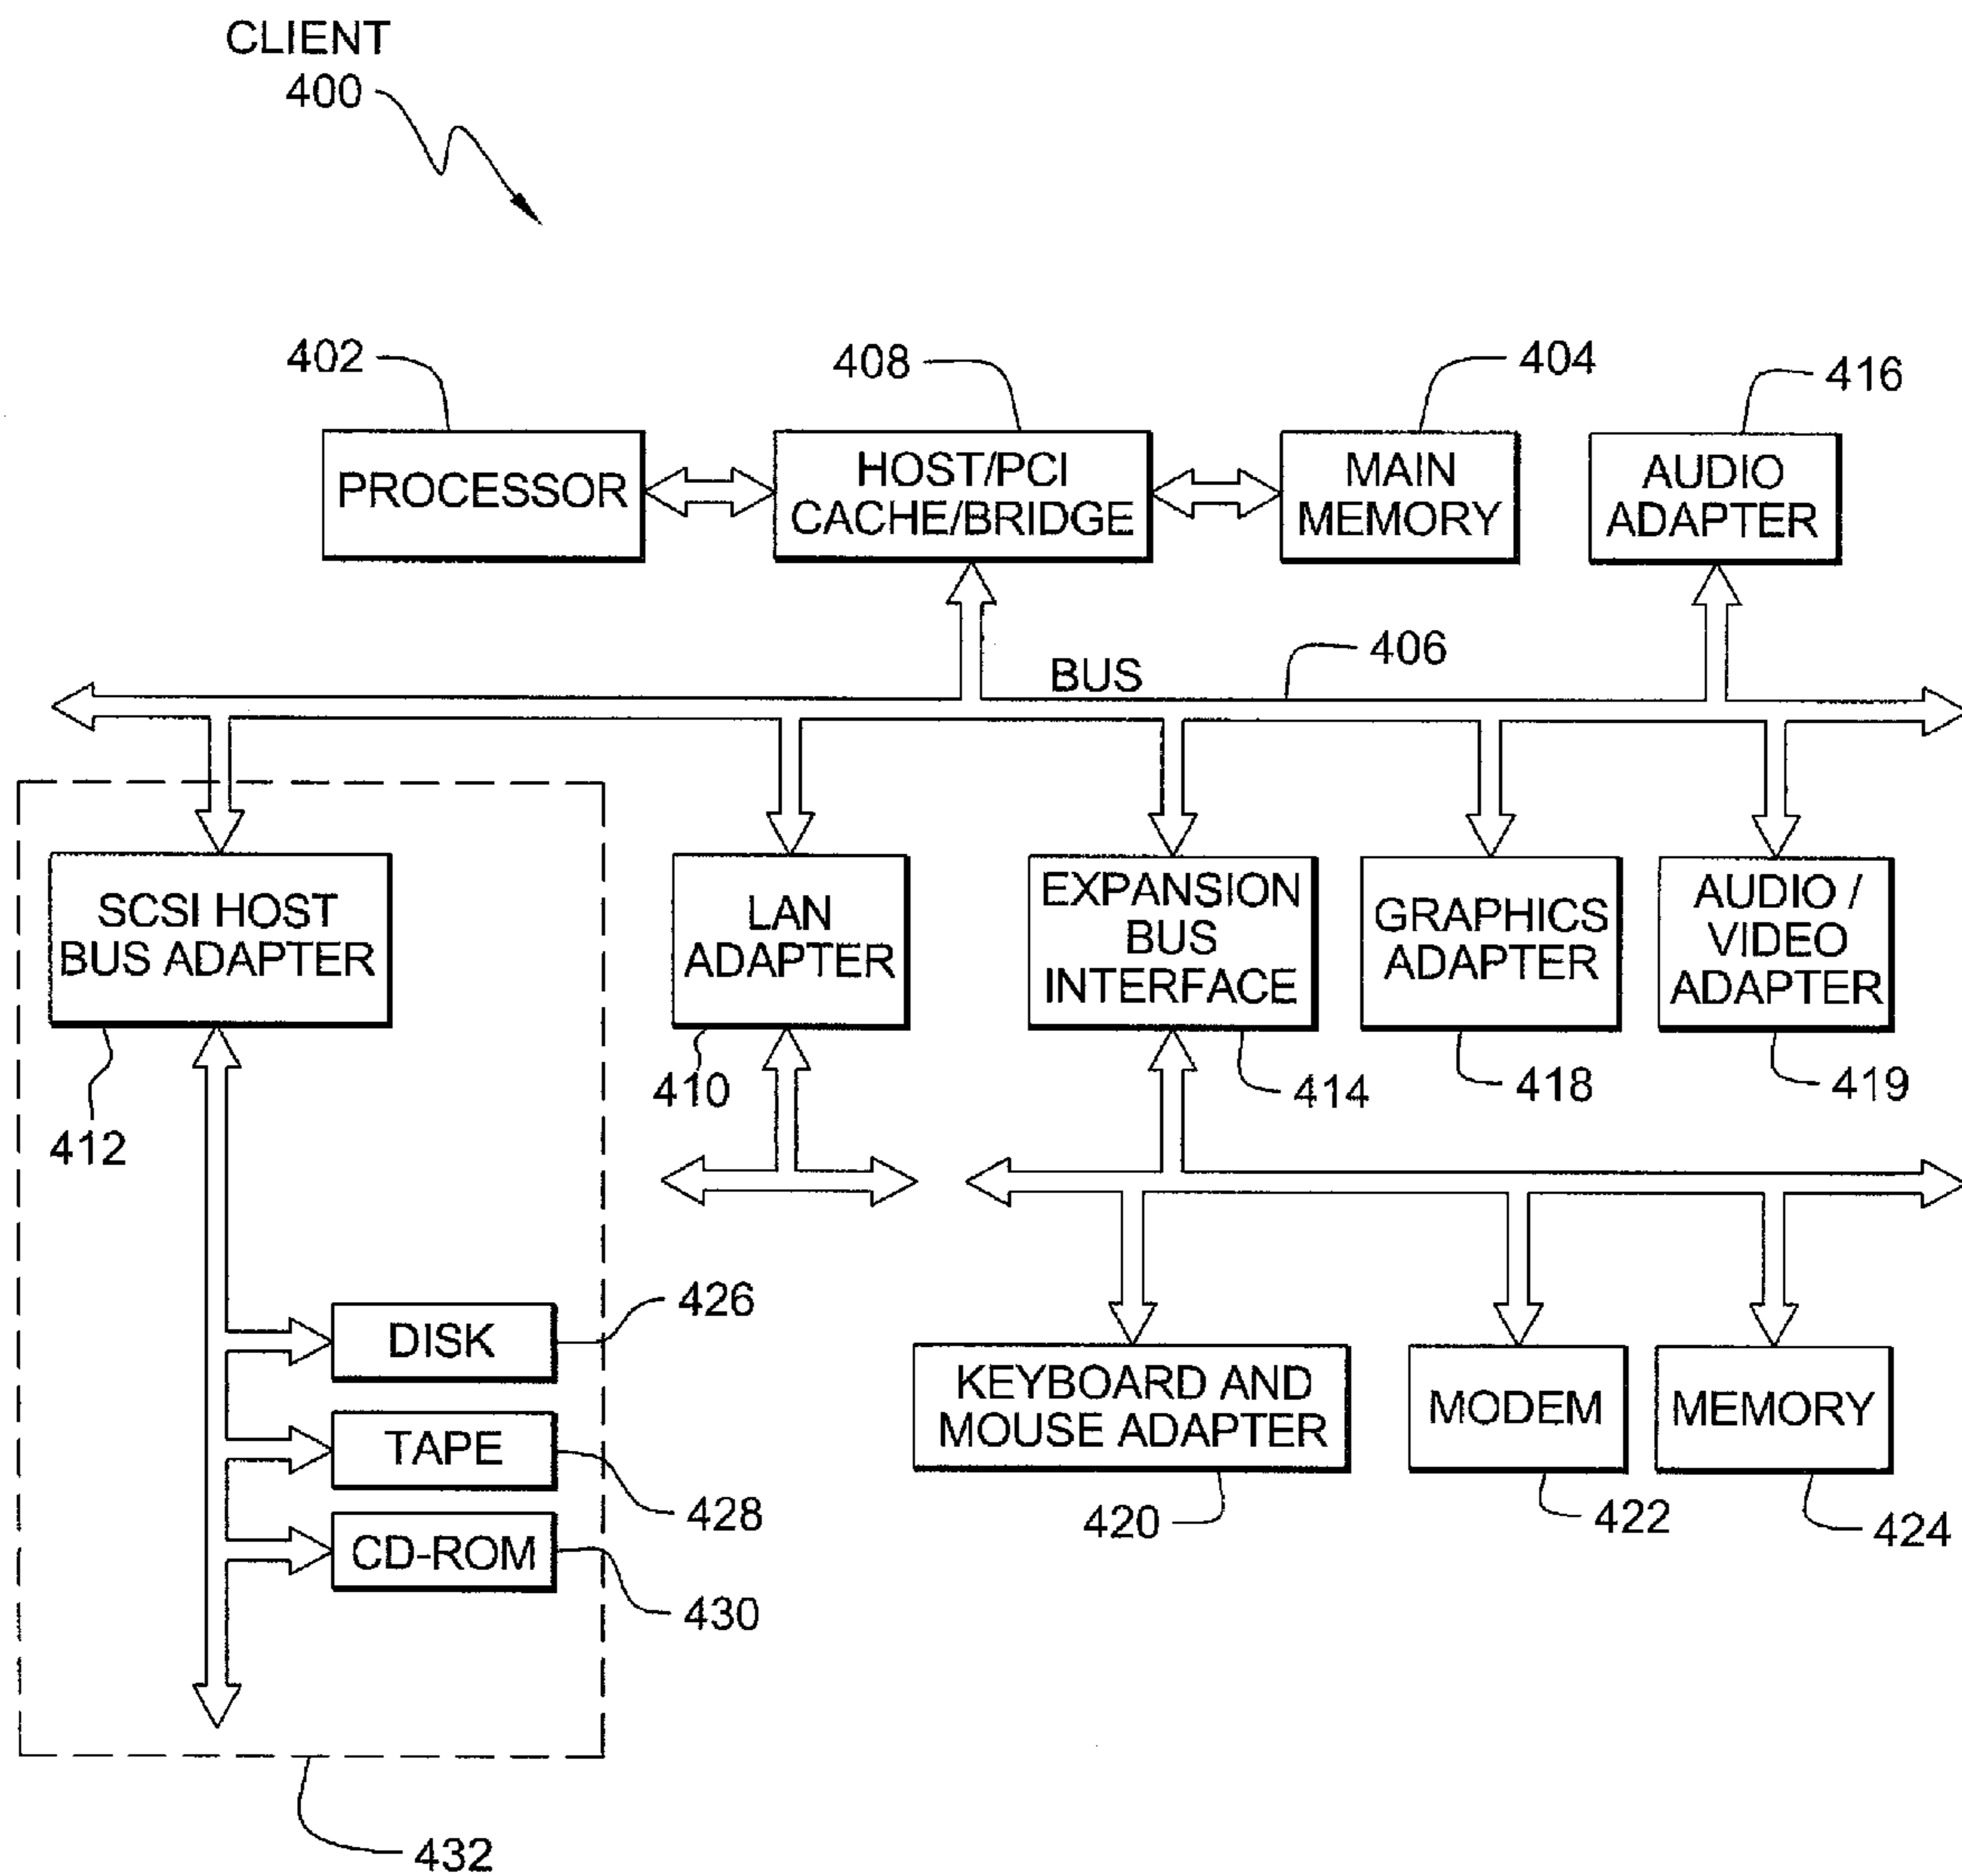 CLIENT
400
402
408
404
416
PROCESSOR
HOST/PCI
CACHE/BRIDGE
MAIN
MEMORY
AUDIO
ADAPTER
BUS
406
SCSI HOST
BUS ADAPTER
LAN
ADAPTER
EXPANSION
BUS
INTERFACE
GRAPHICS
ADAPTER
AUDIO /
VIDEO
ADAPTER
412
410
414
418
419
DISK
426
TAPE
428
CD-ROM
430
KEYBOARD AND
MOUSE ADAPTER
MODEM
MEMORY
420
422
424
432